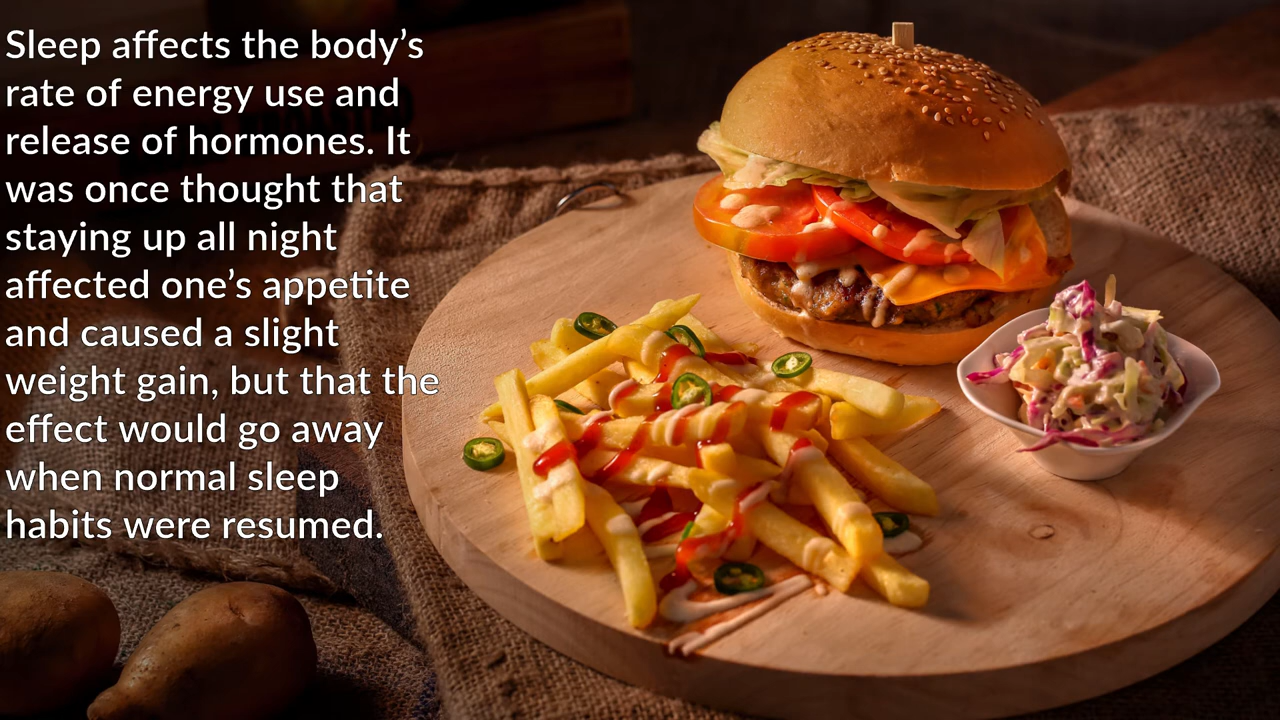 Sleep affects the body’s
rate of energy use and
release of hormones. It
was once thought that
staying up all night
affected one’s appetite
and caused a slight
weight gain, but that the
effect would go away
when normal sleep
habits were resumed.